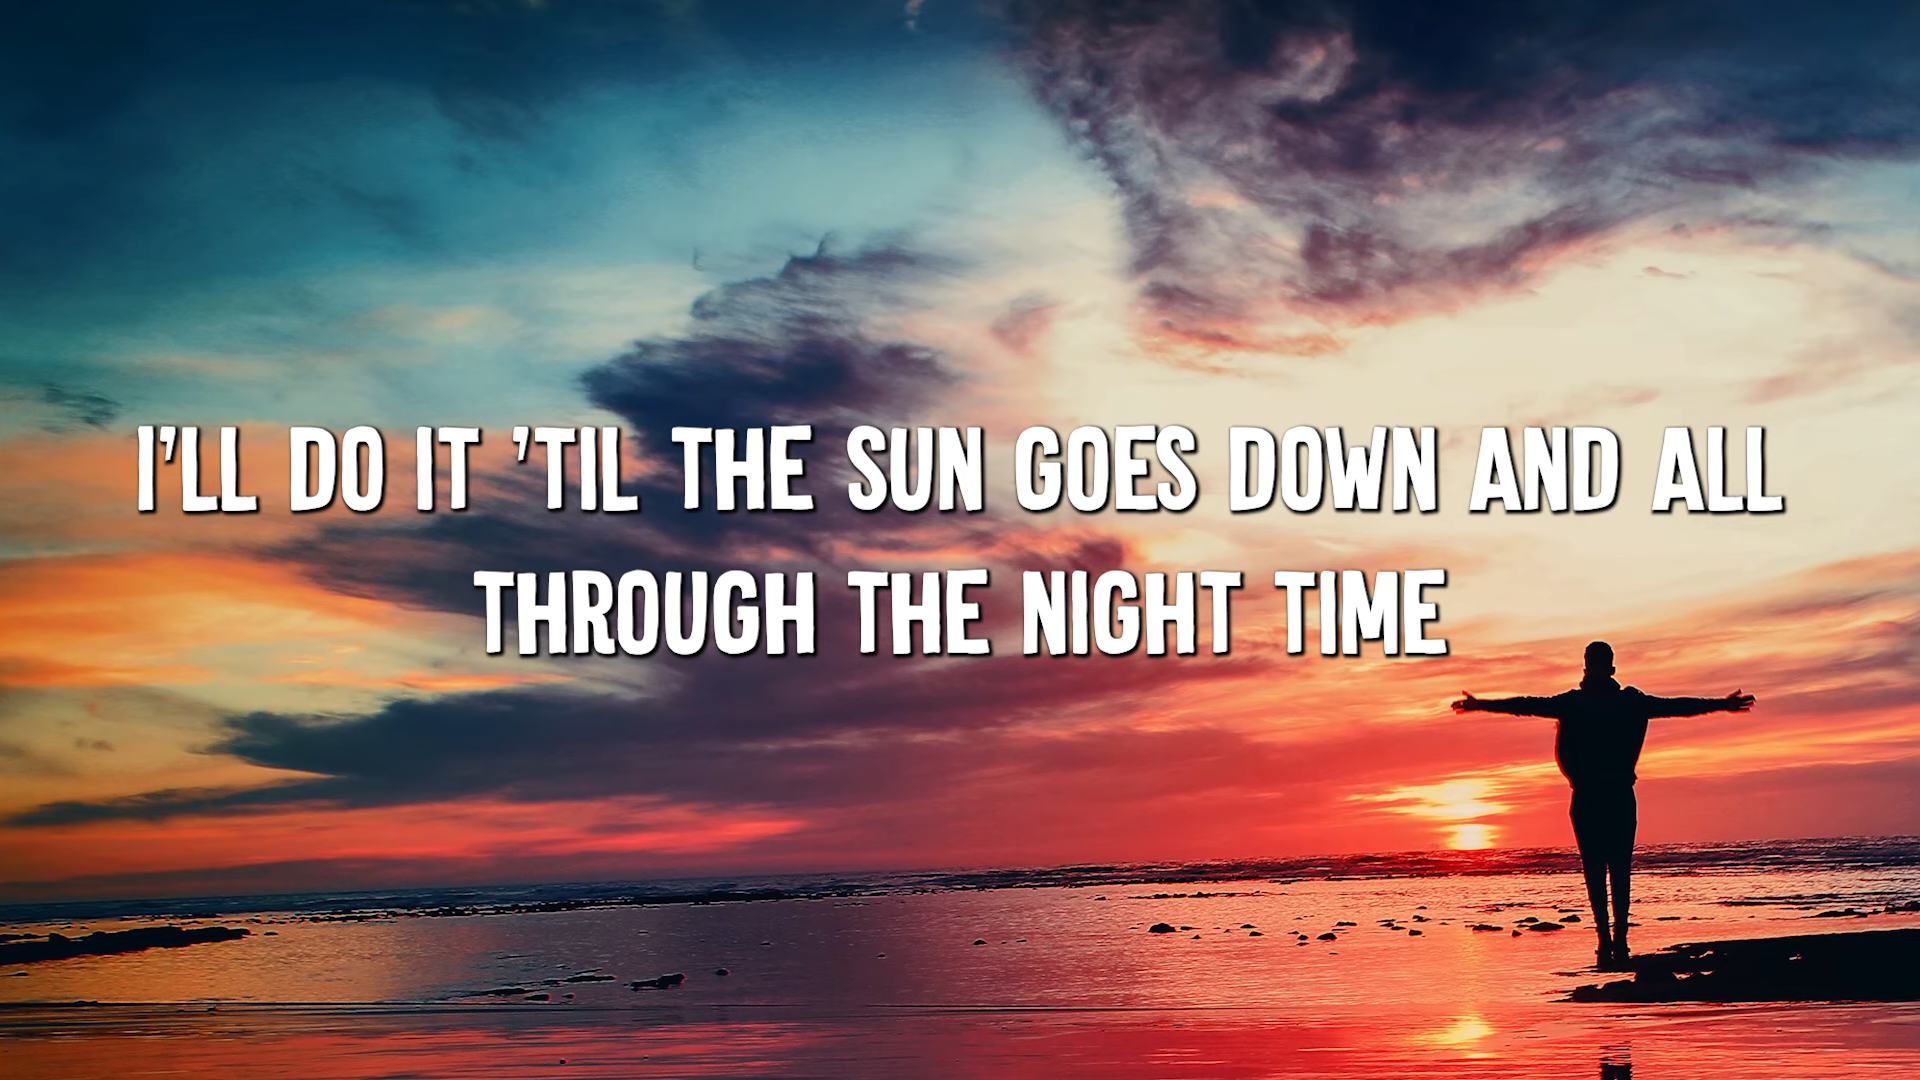 I'LL DO IT 'TIL THE SUN GOES DOWN AND ALL
THROUGH THE NIGHT TIME